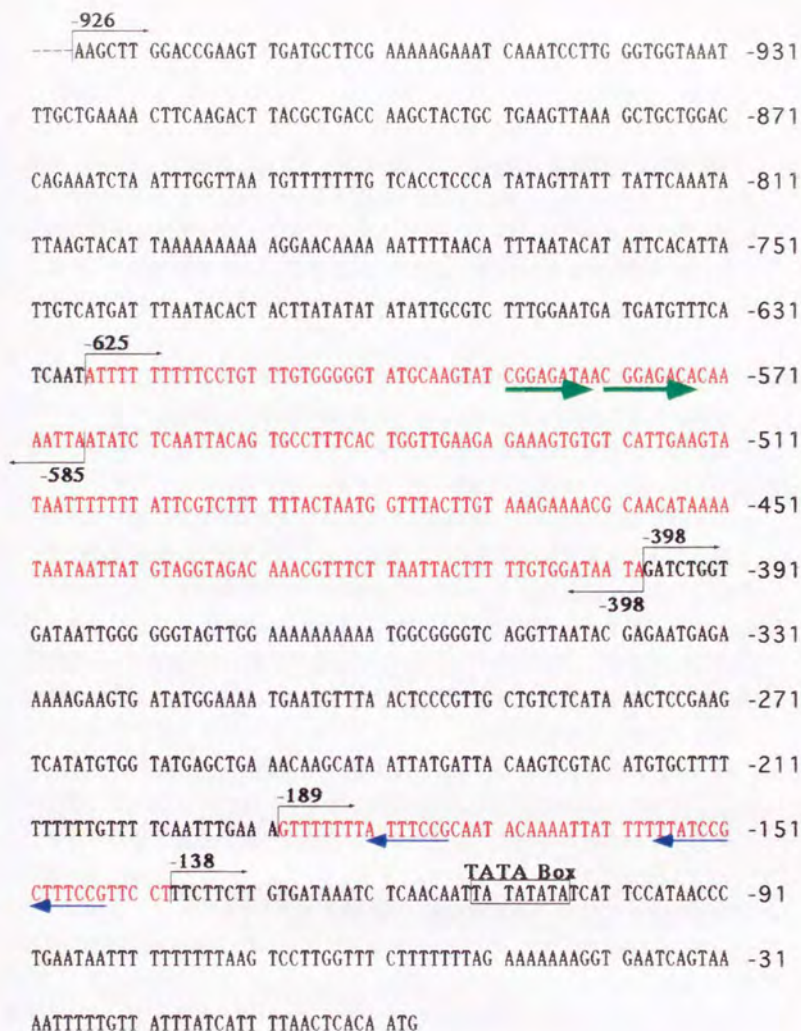 -926
----AAGCTT GGACCGAAGT TGATGCTTCG AAAAAGAAAT CAAATCCTTG GGTGGTAAAT -931
TTGCTGAAAA CTTCAAGACT TACGCTGACC AAGCTACTGC TGAAGTTAAA GCTGCTGGAC -871
CAGAAATCTA ATTTGGTTAA TGTTTTTTTG TCACCTCCCA TATAGTTATT TATTCAAATA -811
TTAAGTACAT TAAAAAAAAA AGGAACAAAA AATTTTAACA TTTAATACAT ATTCACATTA -751
TTGTCATGAT TTAATACACT ACTTATATAT ATATTGCGTC TTTGGAATGA TGATGTTTCA -631
-625
TCAATATTTT TTTTTCCTGT TTGTGGGGGT ATGCAAGTAT CGGAGATAAC GGAGACACAA -571
AATTAATATC TCAATTACAG TGCCTTTCAC TGGTTGAAGA GAAAGTGTGT CATTGAAGTA -511
-585
TAATTTTTTT ATTCGTCTTT TTTACTAATG GTTTACTTGT AAAGAAAACG CAACATAAAA -451
-398
TAATAATTAT GTAGGTAGAC AAACGTTTCT TAATTACTTT TTGTGGATAA TAGATCTGGT -391
-398
GATAATTGGG GGGTAGTTGG AAAAAAAAAA TGGCGGGGTC AGGTTAATAC GAGAATGAGA -331
AAAAGAAGTG ATATGGAAAA TGAATGTTTA ACTCCCGTTG CTGTCTCATA AACTCCGAAG -271
TCATATGTGG TATGAGCTGA AACAAGCATA ATTATGATTA CAAGTCGTAC ATGTGCTTTT -211
-189
TTTTTTGTTT TCAATTTGAA AGTTTTTTTA TTTCCGCAAT ACAAAATTAT TTTTTATCCG -151
-138 TATA Box
CTTTCCGTTC CTTTCTTCTT GTGATAAATC TCAACAATTA TATATATCAT TCCATAACCC -91
TGAATAATTT TTTTTTTAAG TCCTTGGTTT CTTTTTTTAG AAAAAAAGGT GAATCAGTAA -31
AATTTTTGTT ATTTATCATT TTAACTCACA ATG